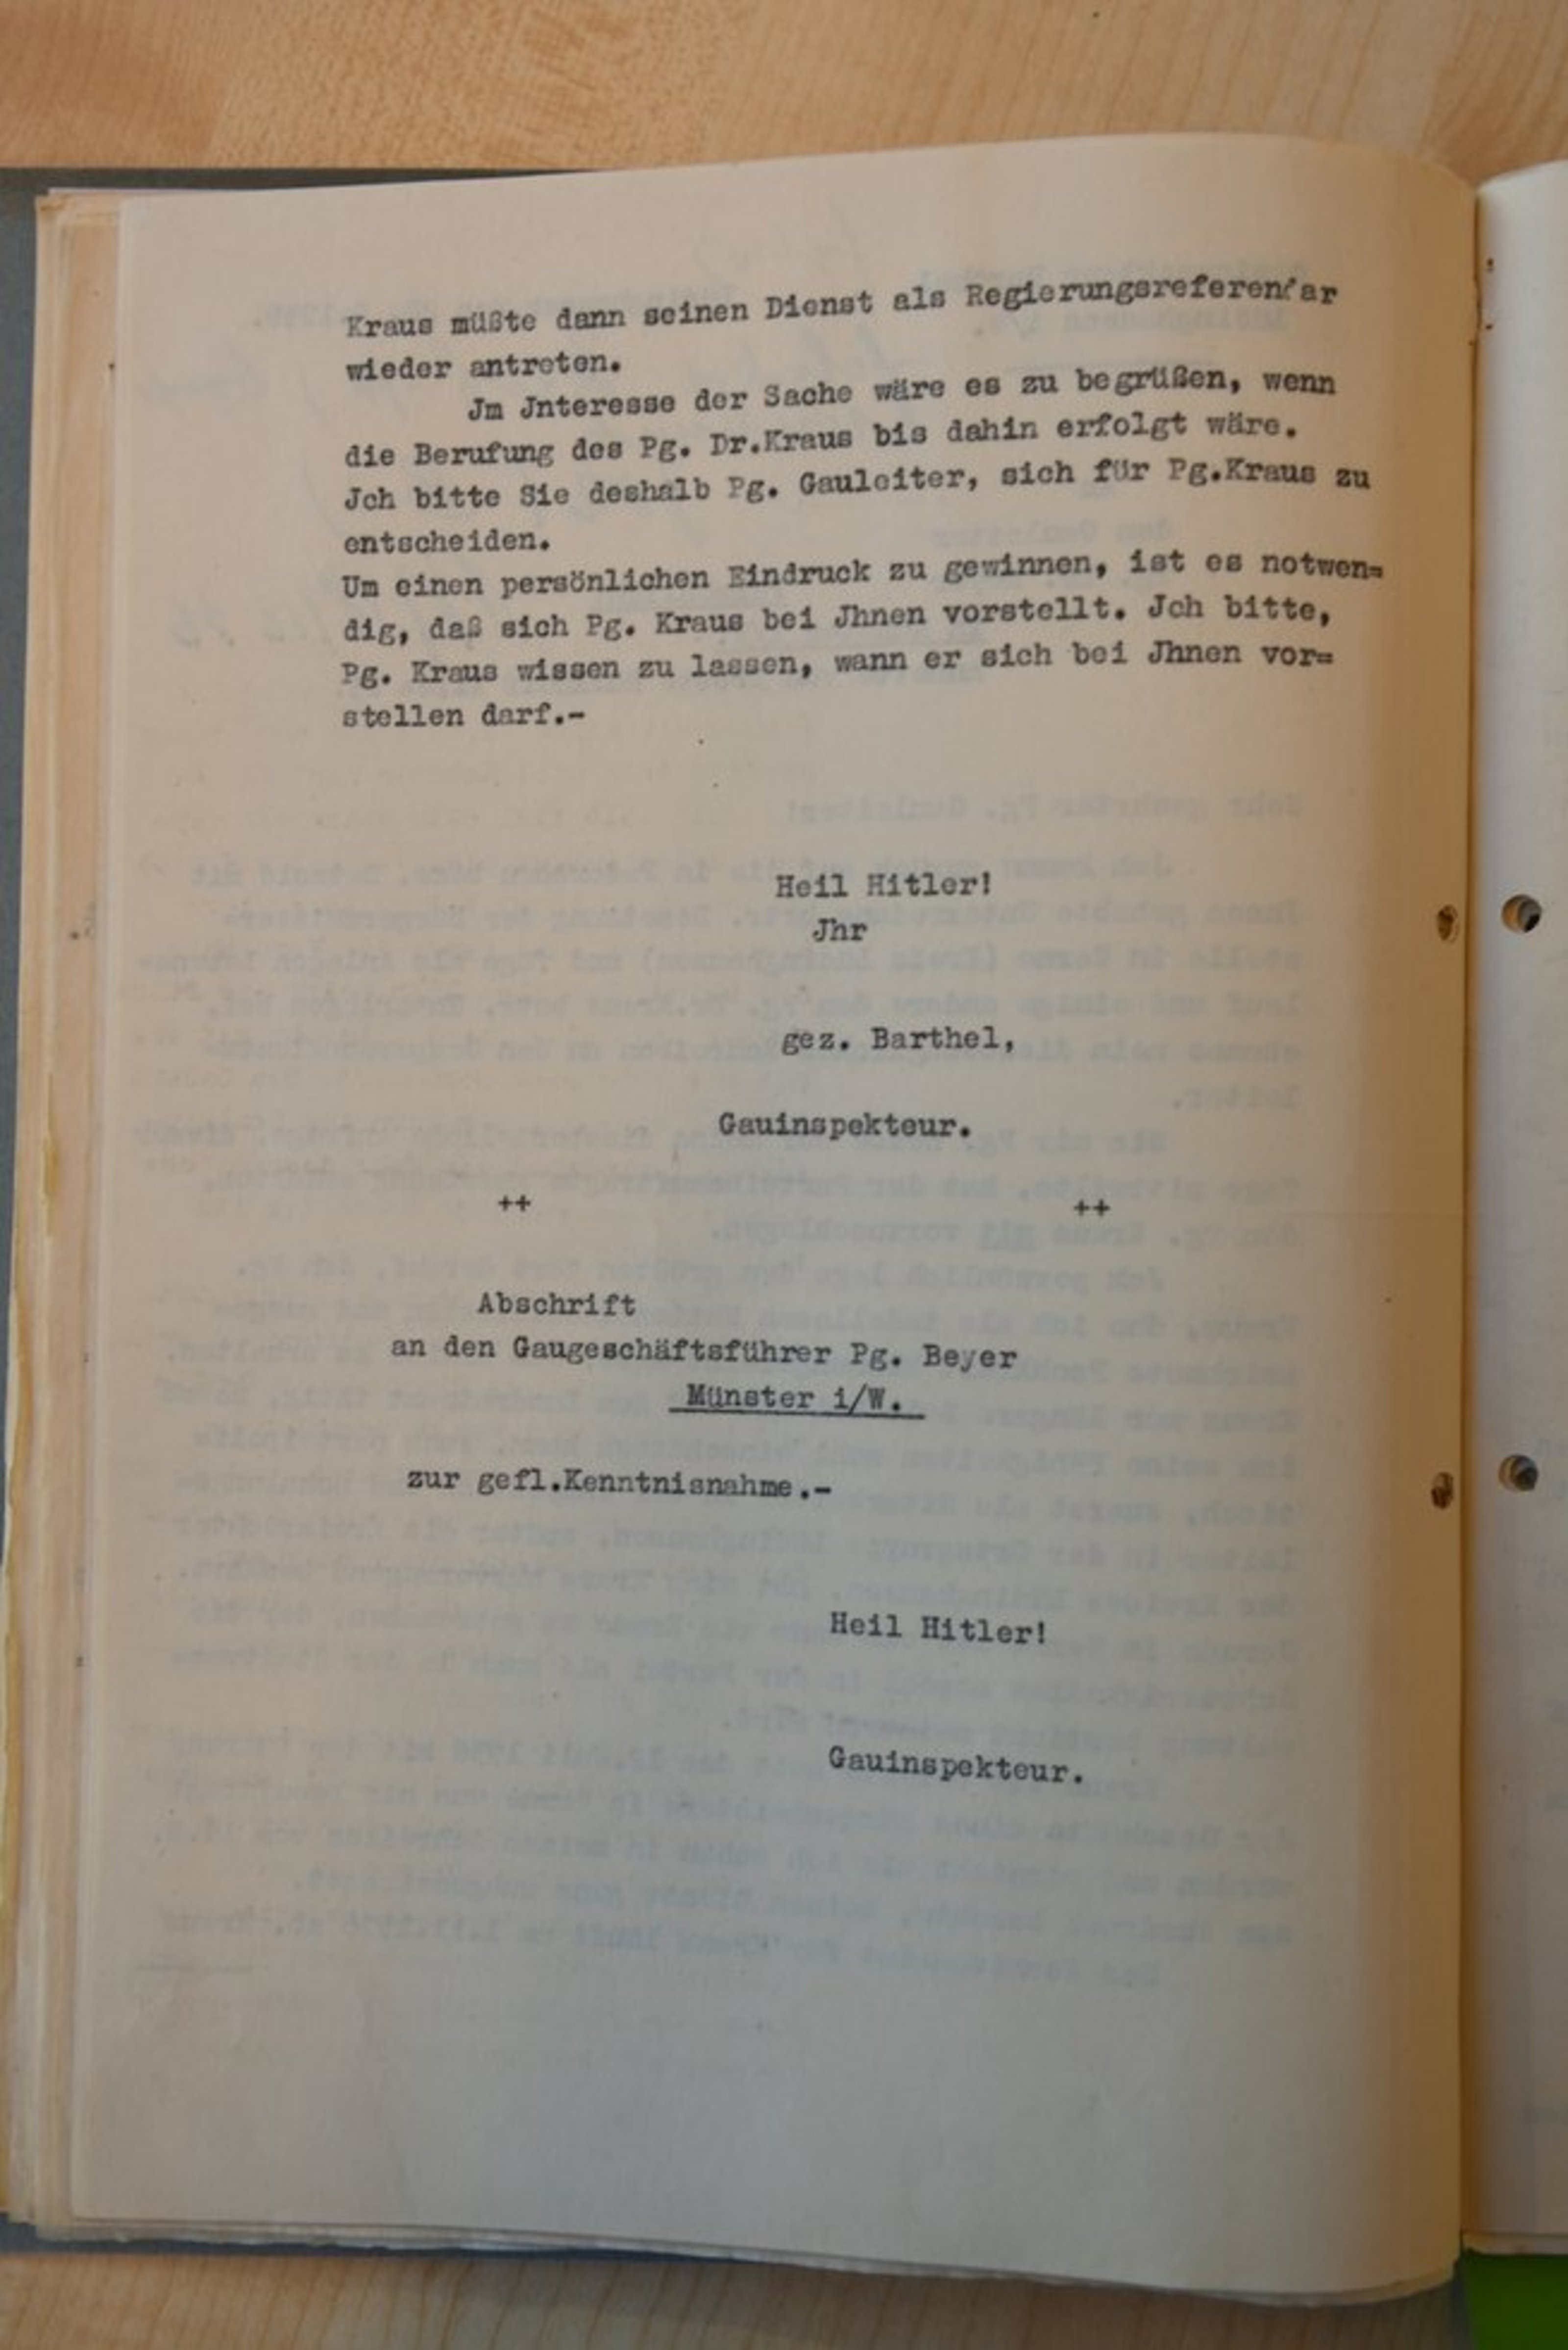 Kraus müßte dann seinen Dienst als Regierungsreferendar
wieder antreten.
Jm Jnteresse der Sache wäre es zu begrüßen, wenn
die Berufung des Pg. Dr.Kraus bis dahin erfolgt wäre.
Jch bitte Sie deshalb Pg. Gauleiter, sich für Pg.Kraus zu
entscheiden.
Um einen persönlichen Eindruck zu gewinnen, ist es notwen=
dig, daß sich Pg. Kraus bei Jhnen vorstellt. Jch bitte,
Pg. Kraus wissen zu lassen, wann er sich bei Jhnen vor=
stellen darf.-
Heil Hitler!
Jhr
gez. Barthel,
Gauinspekteur.
++ ++
Abschrift
an den Gaugeschäftsführer Pg. Beyer
Münster i/W.
zur gefl.Kenntnisnahme.-
Heil Hitler!
Gauinspekteur.